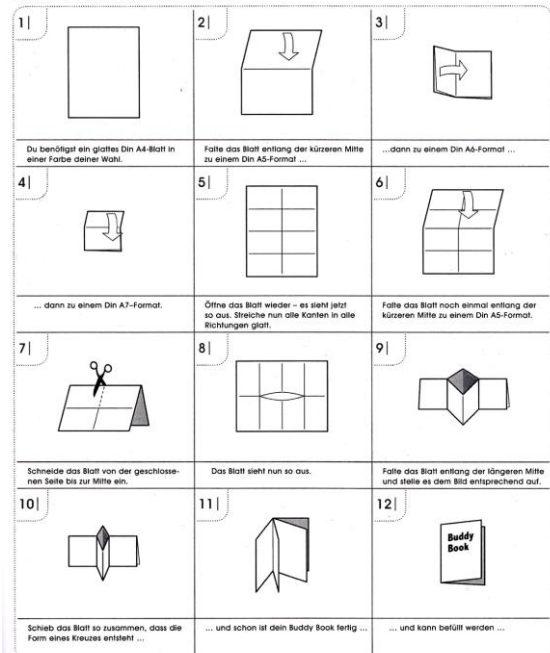 1|
2|
3|
Du benötigst ein glattes Din A4-Blatt in
einer Farbe deiner Wahl.
Falte das Blatt entlang der kürzeren Mitte
zu einem Din A5-Format ...
...dann zu einem Din A6-Format ...
4|
5|
6|
... dann zu einem Din A7-Format.
Öffne das Blatt wieder – es sieht jetzt
so aus. Streiche nun alle Kanten in alle
Richtungen glatt.
Falte das Blatt noch einmal entlang der
kürzeren Mitte zu einem Din A5-Format.
7|
8|
9|
Schneide das Blatt von der geschlosse-
nen Seite bis zur Mitte ein.
Das Blatt sieht nun so aus.
Falte das Blatt entlang der längeren Mitte
und stelle es dem Bild entsprechend auf.
10|
11|
12|
Buddy
Book
Schieb das Blatt so zusammen, dass die
Form eines Kreuzes entsteht ...
... und schon ist dein Buddy Book fertig ...
... und kann befüllt werden ...